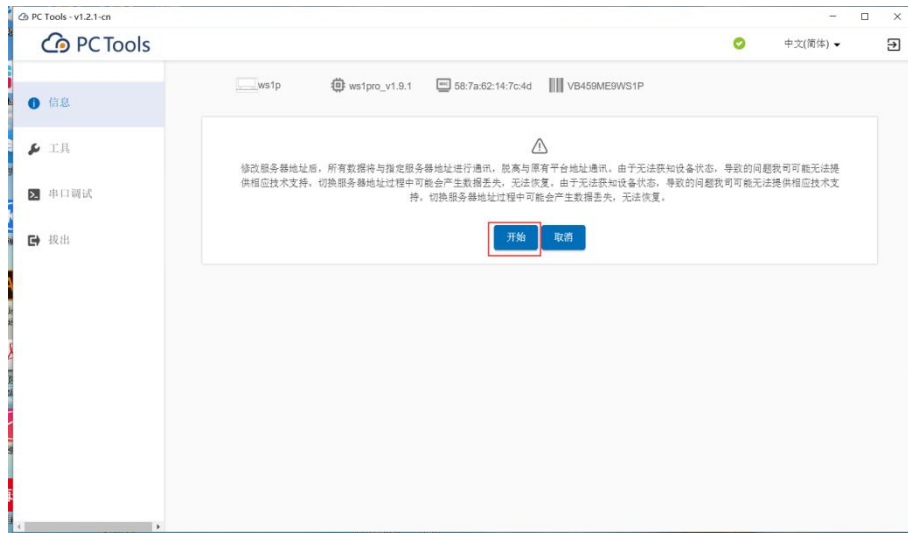 PC Tools - v1.2.1-cn
PC Tools
中文(简体)
ws1p
ws1pro_v1.9.1
58:7a:62:14:7c:4d
VB459ME9WS1P
信息
工具
串口调试
拔出
修改服务器地址后，所有数据将与指定服务器地址进行通讯，脱离与原有平台地址通讯，由于无法获知设备状态，导致的问题我司可能无法提
供相应技术支持。切换服务器地址过程中可能会产生数据丢失，无法恢复。由于无法获知设备状态，导致的问题我司可能无法提供相应技术支
持。切换服务器地址过程中可能会产生数据丢失，无法恢复。
开始
取消